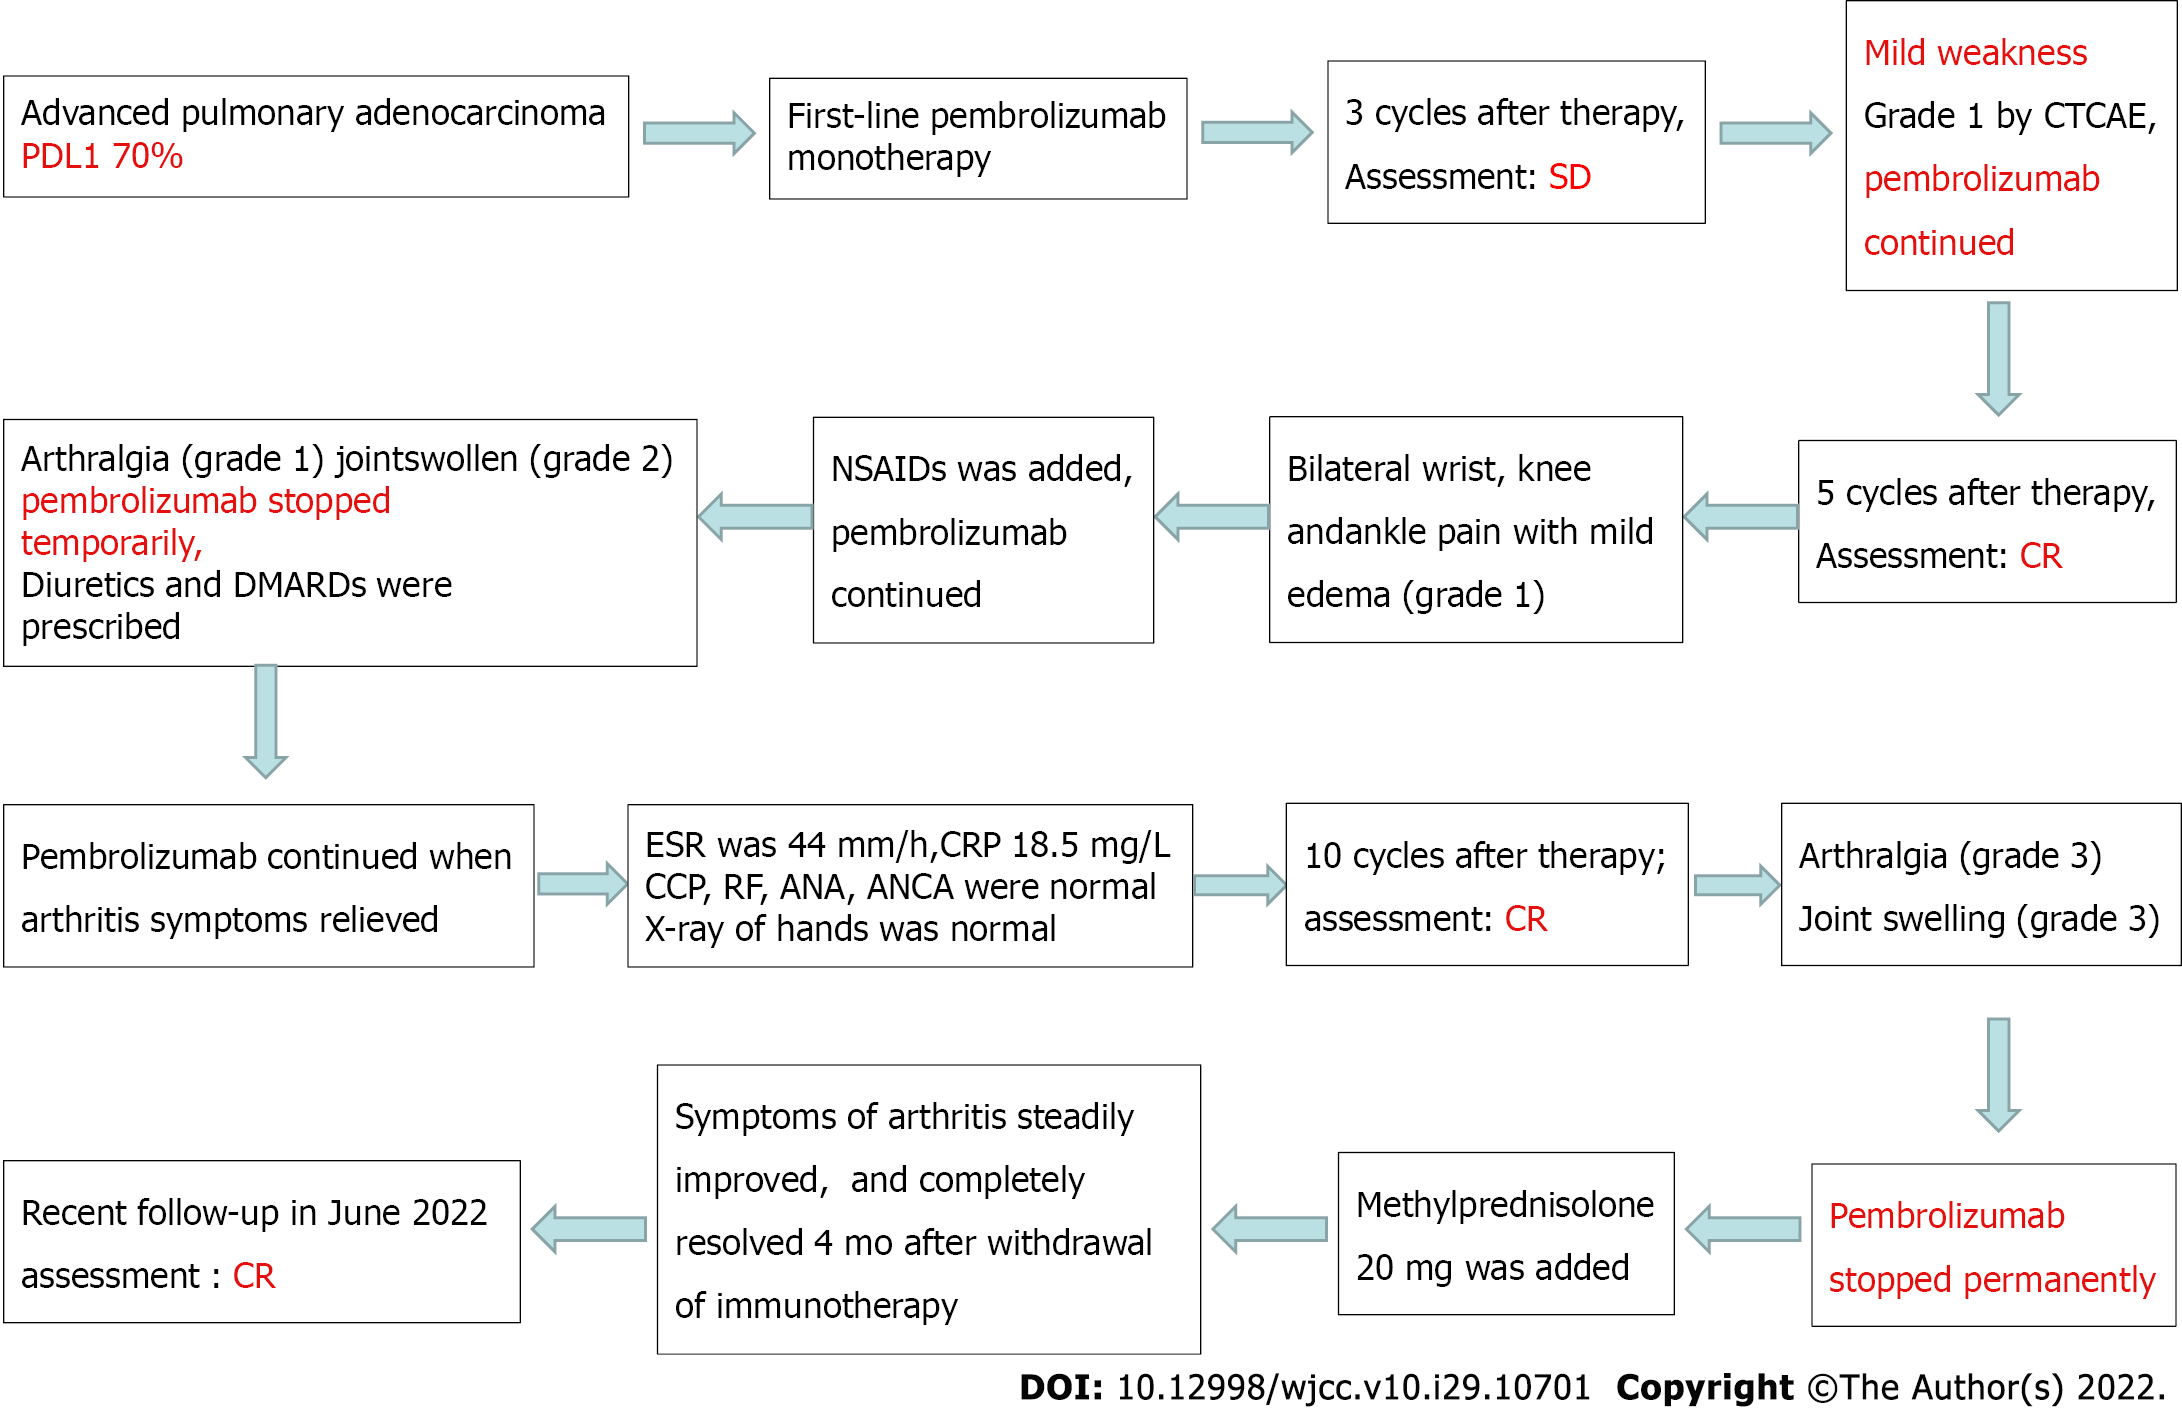 Advanced pulmonary adenocarcinoma
PDL1 70%
First-line pembrolizumab
monotherapy
3 cycles after therapy,
Assessment: SD
Mild weakness
Grade 1 by CTCAE,
pembrolizumab
continued
5 cycles after therapy,
Assessment: CR
Bilateral wrist, knee
andankle pain with mild
edema (grade 1)
NSAIDs was added,
pembrolizumab
continued
Arthralgia (grade 1) jointswollen (grade 2)
pembrolizumab stopped
temporarily,
Diuretics and DMARDs were
prescribed
Pembrolizumab continued when
arthritis symptoms relieved
ESR was 44 mm/h,CRP 18.5 mg/L
CCP, RF, ANA, ANCA were normal
X-ray of hands was normal
10 cycles after therapy;
assessment: CR
Arthralgia (grade 3)
Joint swelling (grade 3)
Pembrolizumab
stopped permanently
Methylprednisolone
20 mg was added
Symptoms of arthritis steadily
improved, and completely
resolved 4 mo after withdrawal
of immunotherapy
Recent follow-up in June 2022
assessment : CR
DOI: 10.12998/wjcc.v10.i29.10701 Copyright ©The Author(s) 2022.